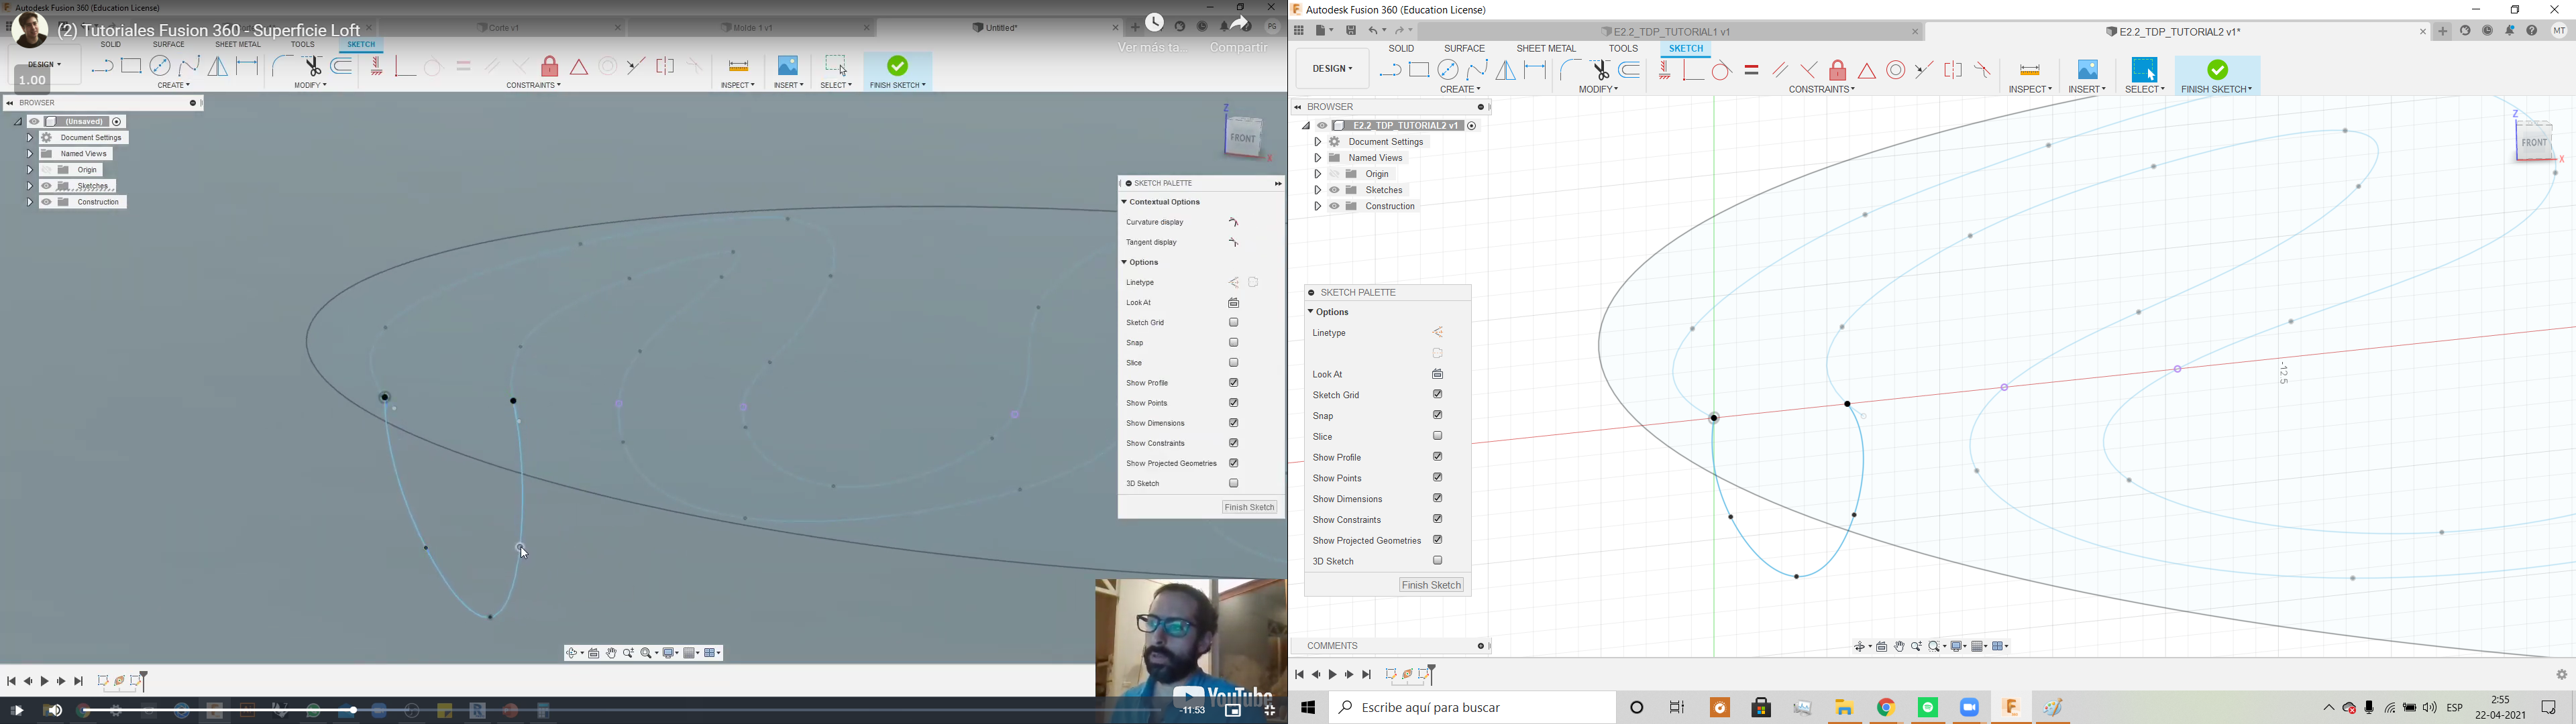 Autodesk Fusion 360 (Education License)
(2) Tutoriales Fusion 360 - Superficie Loft
Corte v1
Molde 1 v1
Untitled*
PG
Ver más ta...
Compartir
1.00
DESIGN
SOLID
SURFACE
SHEET METAL
TOOLS
SKETCH
CREATE
MODIFY
CONSTRAINTS
INSPECT
INSERT
SELECT
FINISH SKETCH
BROWSER
(Unsaved)
Document Settings
Named Views
Origin
Sketches
Construction
Z
FRONT
X
SKETCH PALETTE
Contextual Options
Curvature display
Tangent display
Options
Linetype
Look At
Sketch Grid
Snap
Slice
Show Profile
Show Points
Show Dimensions
Show Constraints
Show Projected Geometries
3D Sketch
Finish Sketch
-11:53
YouTube
Autodesk Fusion 360 (Education License)
E2.2_TDP_TUTORIAL1 v1
E2.2_TDP_TUTORIAL2 v1*
MT
DESIGN
SOLID
SURFACE
SHEET METAL
TOOLS
SKETCH
CREATE
MODIFY
CONSTRAINTS
INSPECT
INSERT
SELECT
FINISH SKETCH
BROWSER
E2.2_TDP_TUTORIAL2 v1
Document Settings
Named Views
Origin
Sketches
Construction
Z
FRONT
X
SKETCH PALETTE
Options
Linetype
Look At
Sketch Grid
Snap
Slice
Show Profile
Show Points
Show Dimensions
Show Constraints
Show Projected Geometries
3D Sketch
Finish Sketch
-12.5
COMMENTS
Escribe aquí para buscar
ESP
2:55
22-04-2021